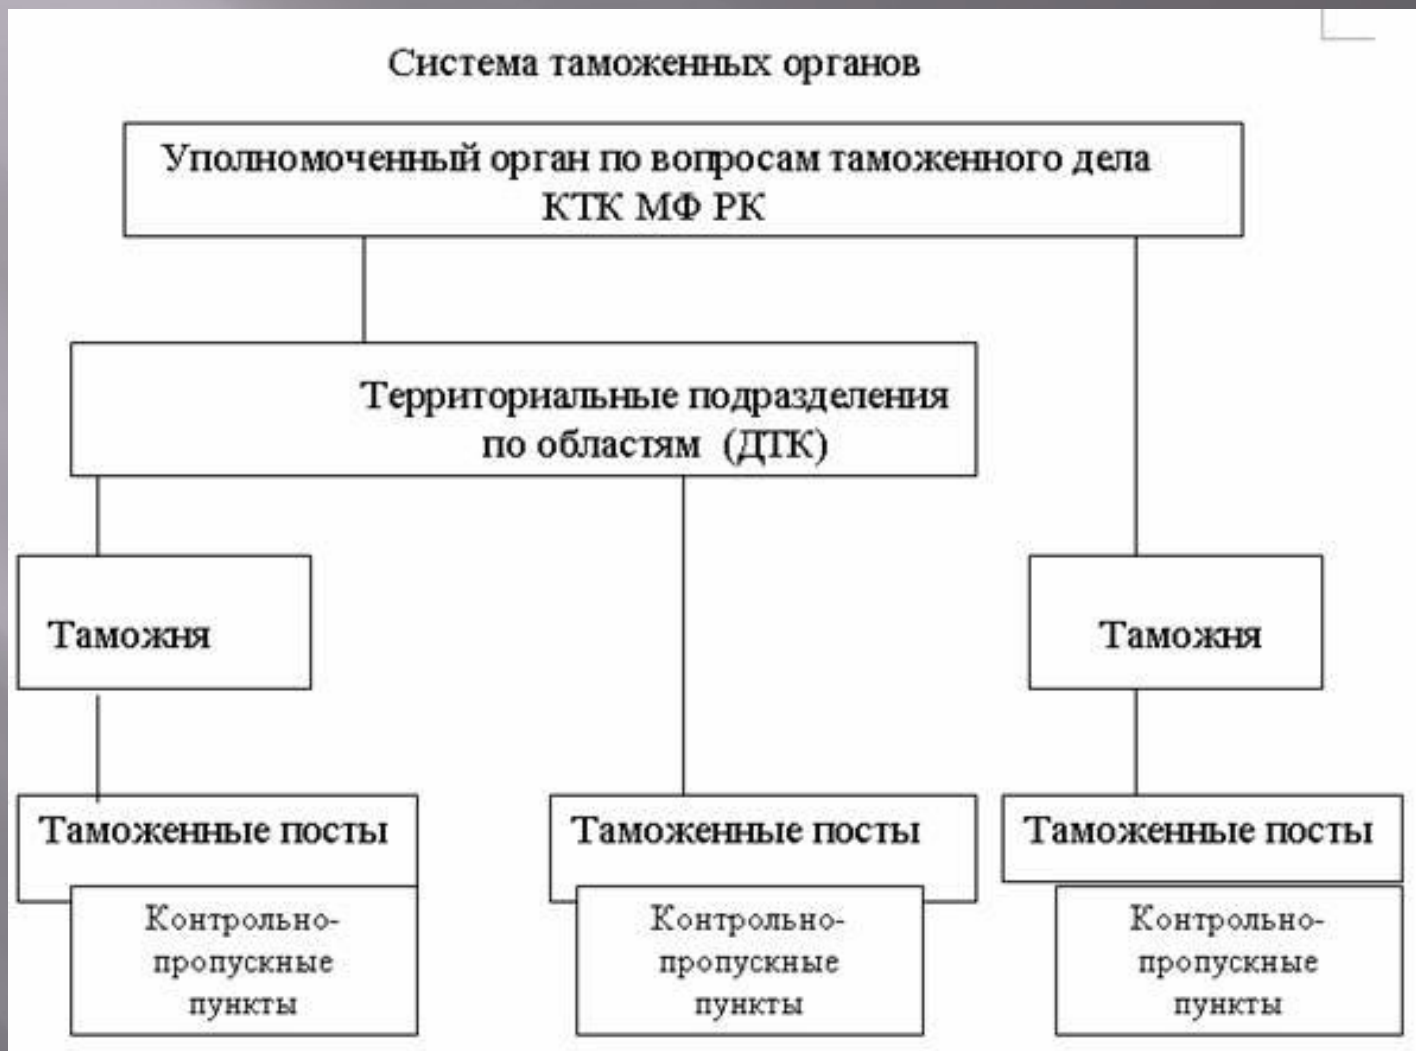 Система таможенных органов
Уполномоченный орган по вопросам таможенного дела
КТК МФ РК
Территориальные подразделения
по областям (ДТК)
Таможня
Таможня
Таможенные посты
Таможенные посты
Таможенные посты
Контрольно-
пропускные
пункты
Контрольно-
пропускные
пункты
Контрольно-
пропускные
пункты